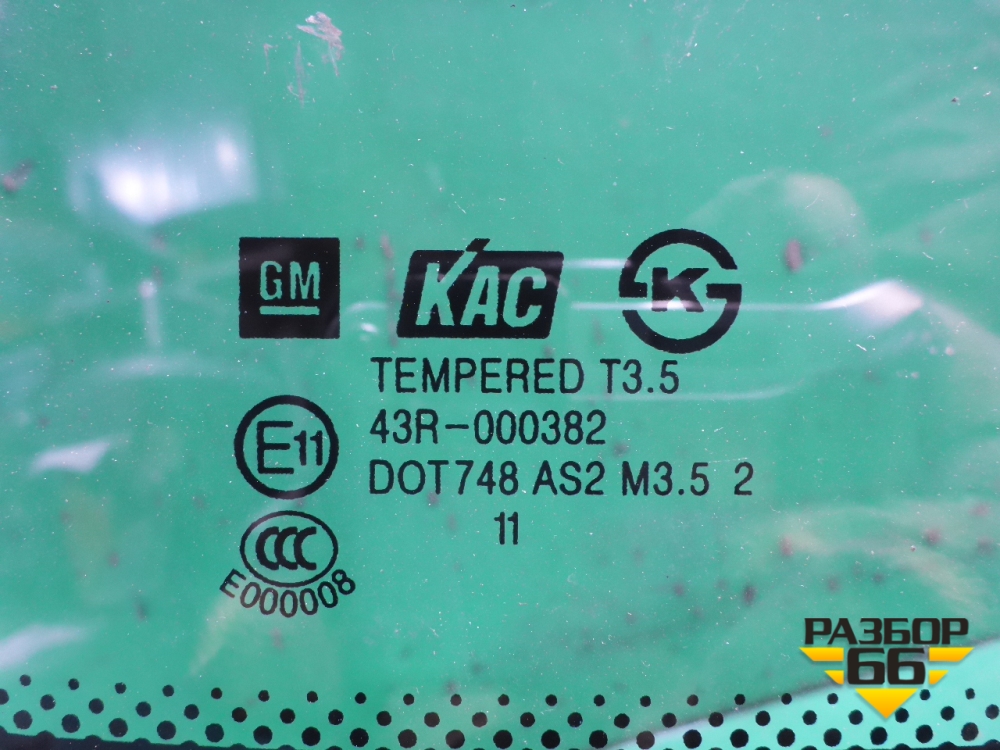 GM KAC K
TEMPERED T3.5
43R-000382
E11
DOT748 AS2 M3.5 2
11
CCC
E000008
РАЗБОР
66